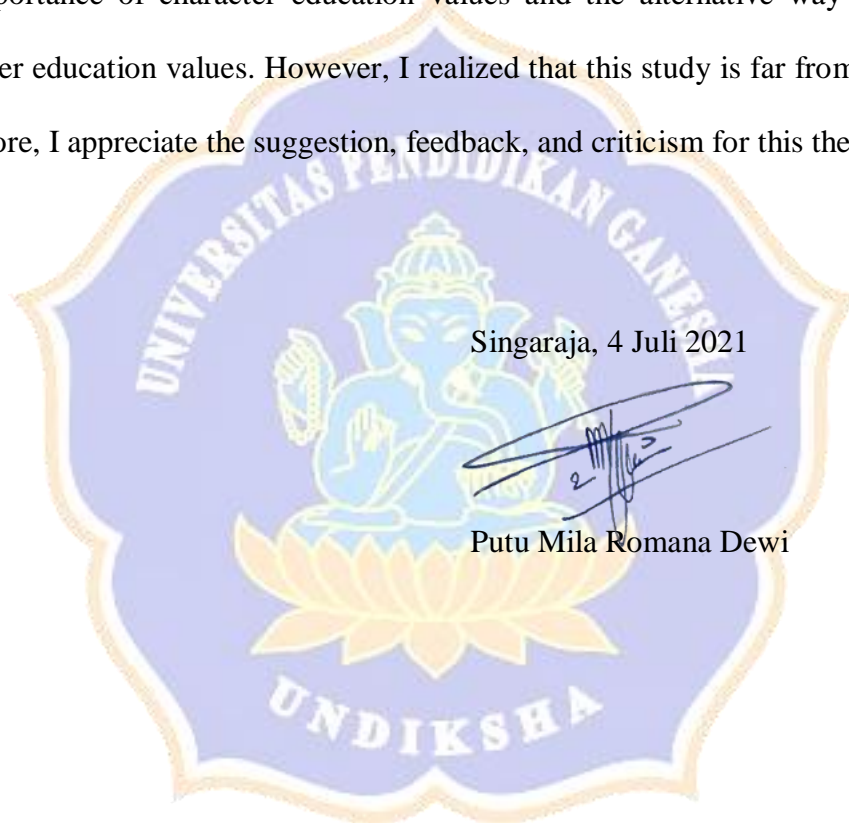 portance of character education values and the alternative way
er education values. However, I realized that this study is far from
ore, I appreciate the suggestion, feedback, and criticism for this the
UNIVERSITAS PENDIDIKAN GANESHA
Singaraja, 4 Juli 2021
Putu Mila Romana Dewi
UNDIKSHA